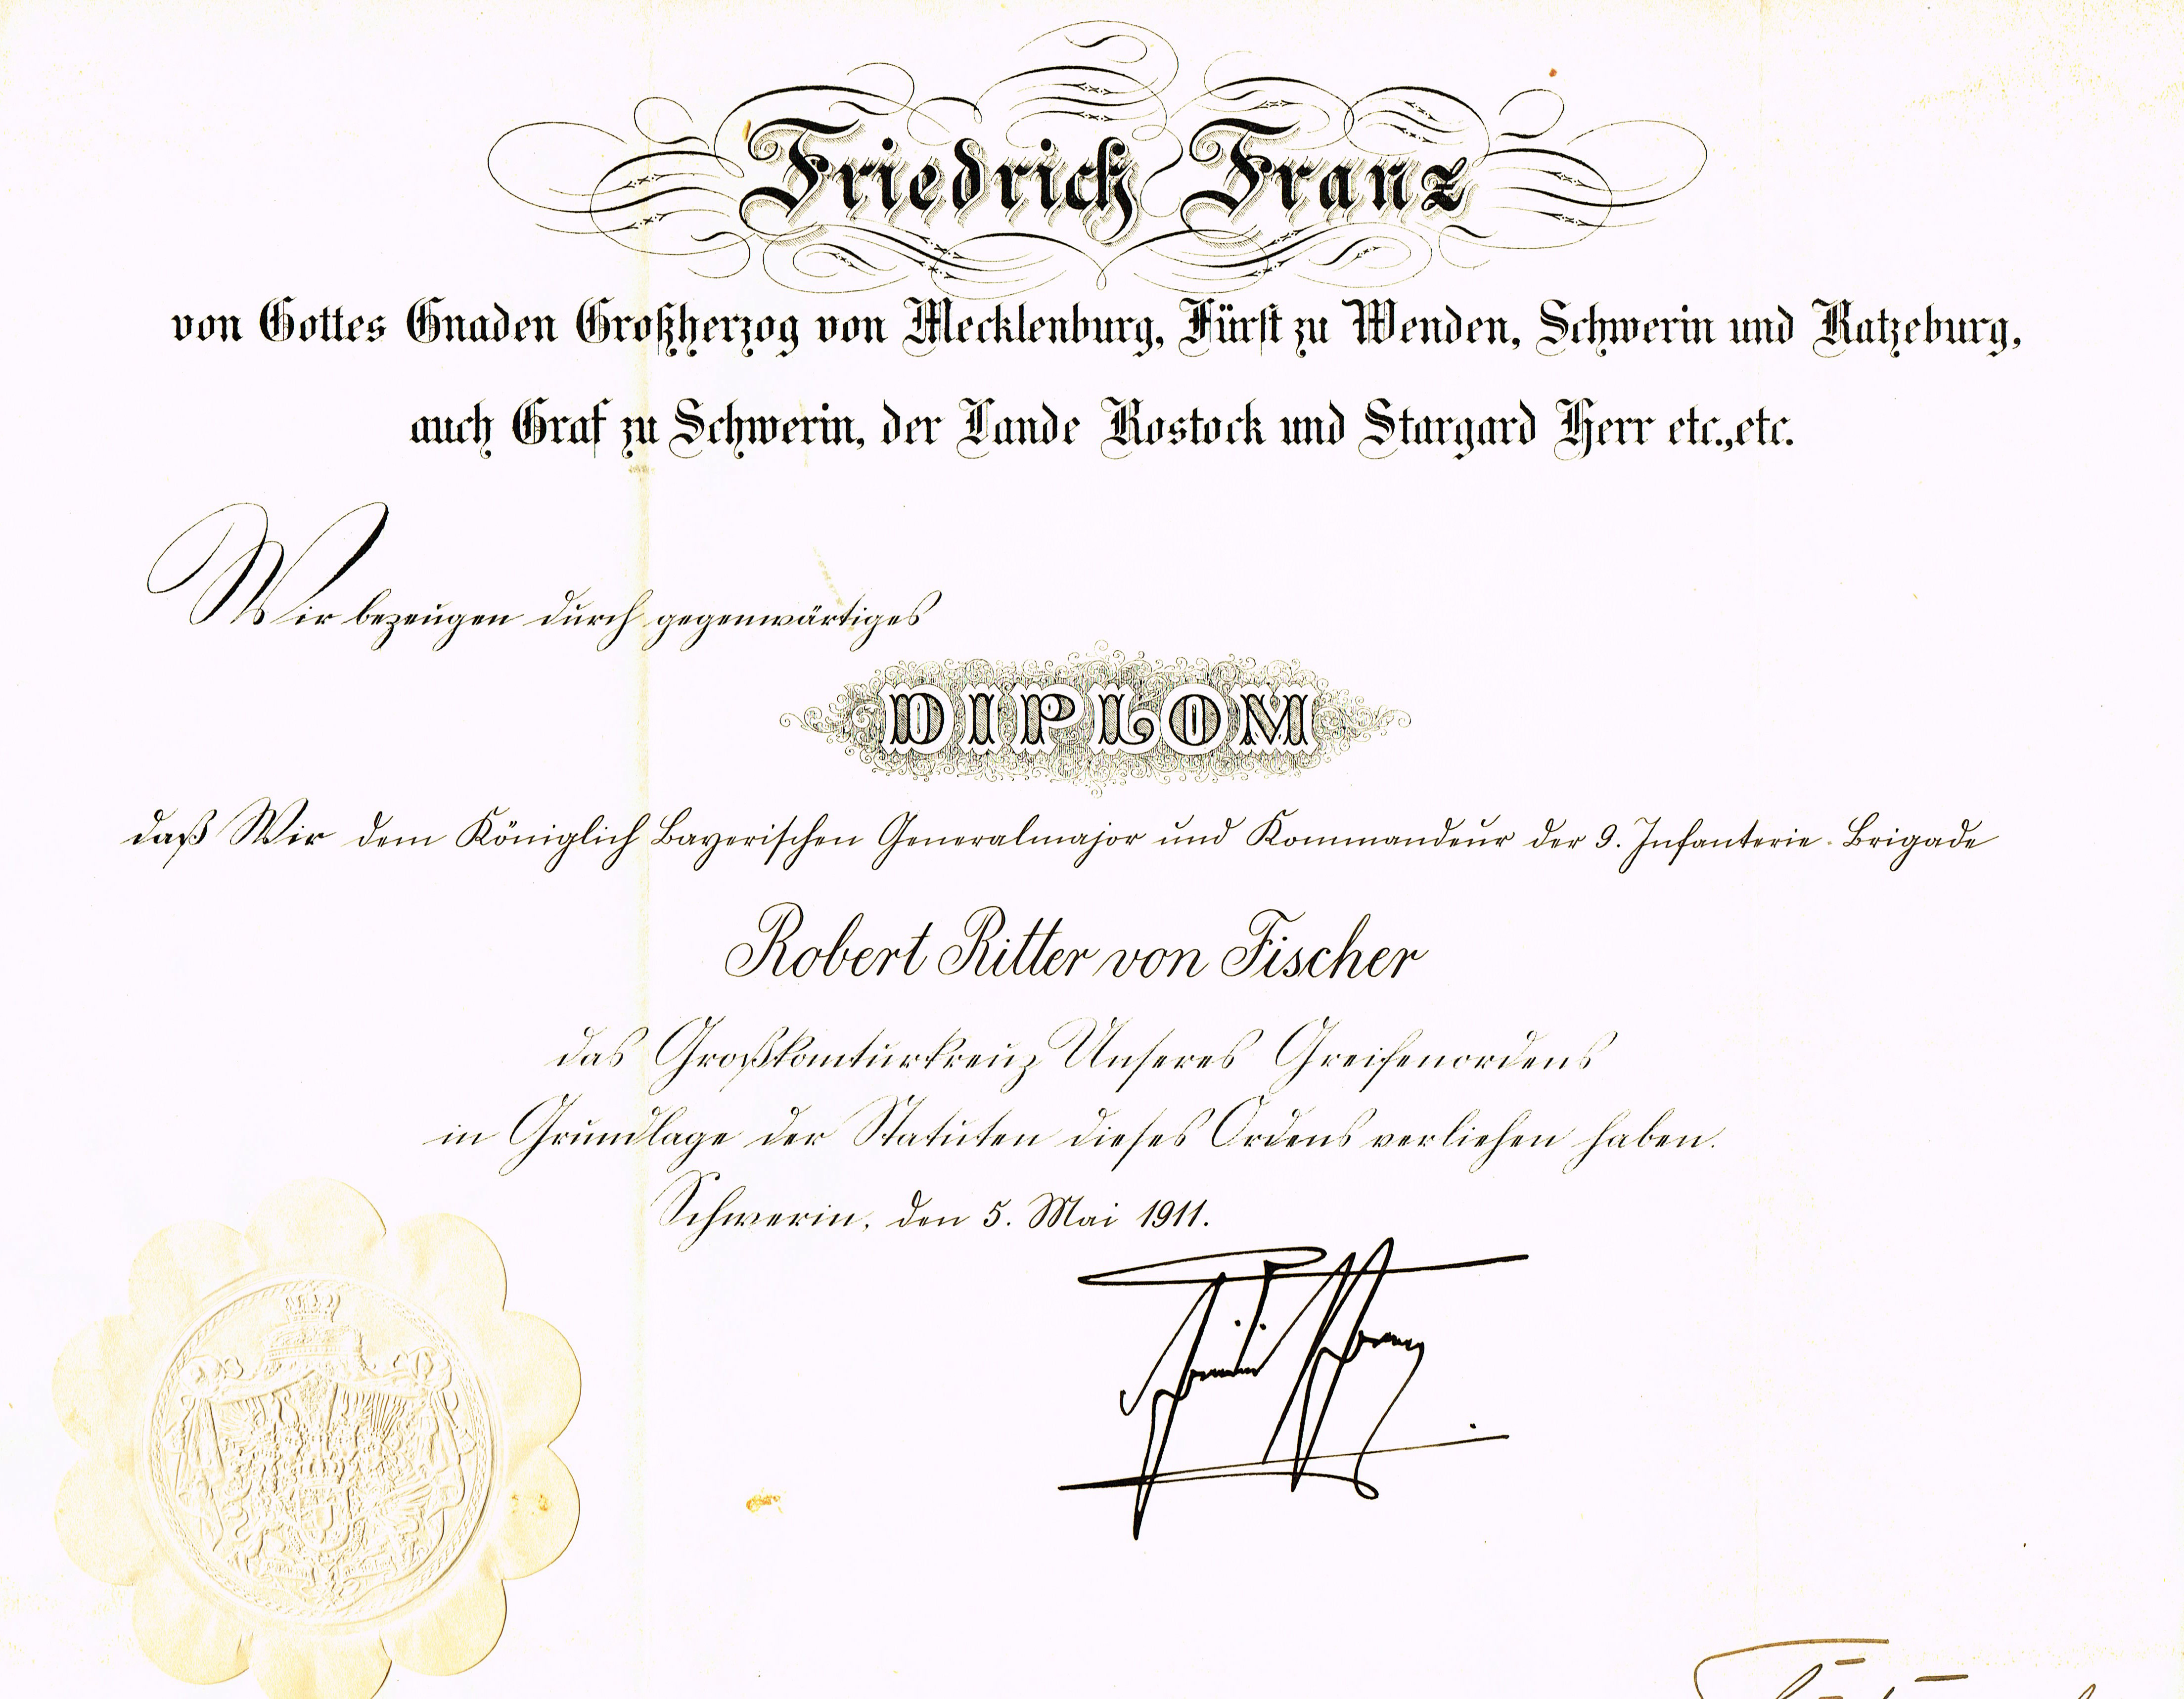 Friedrich Franz
von Gottes Gnaden Großherzog von Mecklenburg, Fürst zu Wenden, Schwerin und Ratzeburg,
auch Graf zu Schwerin, der Lande Rostock und Stargard Herr etc., etc.
Wir bezeugen durch gegenwärtiges
DIPLOM
daß Wir dem Königlich Bayerischen Generalmajor und Kommandeur der 9. Infanterie-Brigade
Robert Ritter von Fischer
das Großkomturkreuz Unseres Greifenordens
in Grundlage der Statuten dieses Ordens verliehen haben.
Schwerin, den 5. Mai 1911.
Friedrich Franz